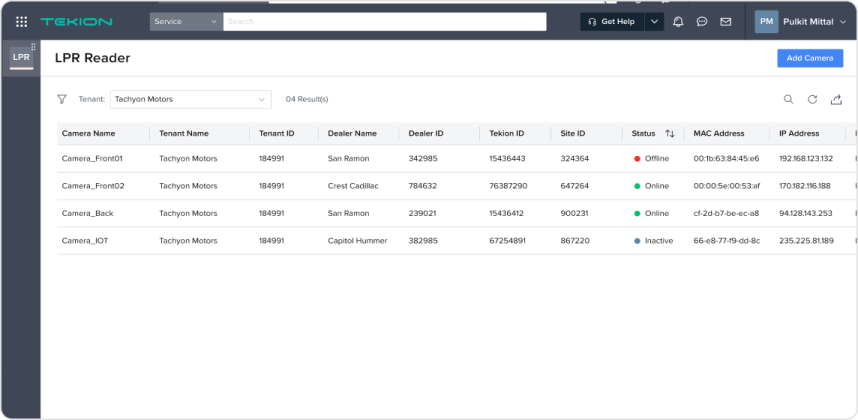 TEKION Service Search Get Help PM Pulkit Mittal
LPR LPR Reader Add Camera
Tenant: Tachyon Motors 04 Result(s)
Camera Name Tenant Name Tenant ID Dealer Name Dealer ID Tekion ID Site ID Status MAC Address IP Address
Camera_Front01 Tachyon Motors 184991 San Ramon 342985 15436443 324364 Offline 00:1b:63:84:45:e6 192.168.123.132
Camera_Front02 Tachyon Motors 184991 Crest Cadillac 784632 76387290 647264 Online 00:00:5e:00:53:af 170.182.116.188
Camera_Back Tachyon Motors 184991 San Ramon 239021 15436412 900231 Online cf-2d-b7-be-ec-a8 94.128.143.253
Camera_IOT Tachyon Motors 184991 Capitol Hummer 382985 67254891 867220 Inactive 66-e8-77-f9-dd-8c 235.225.81.189